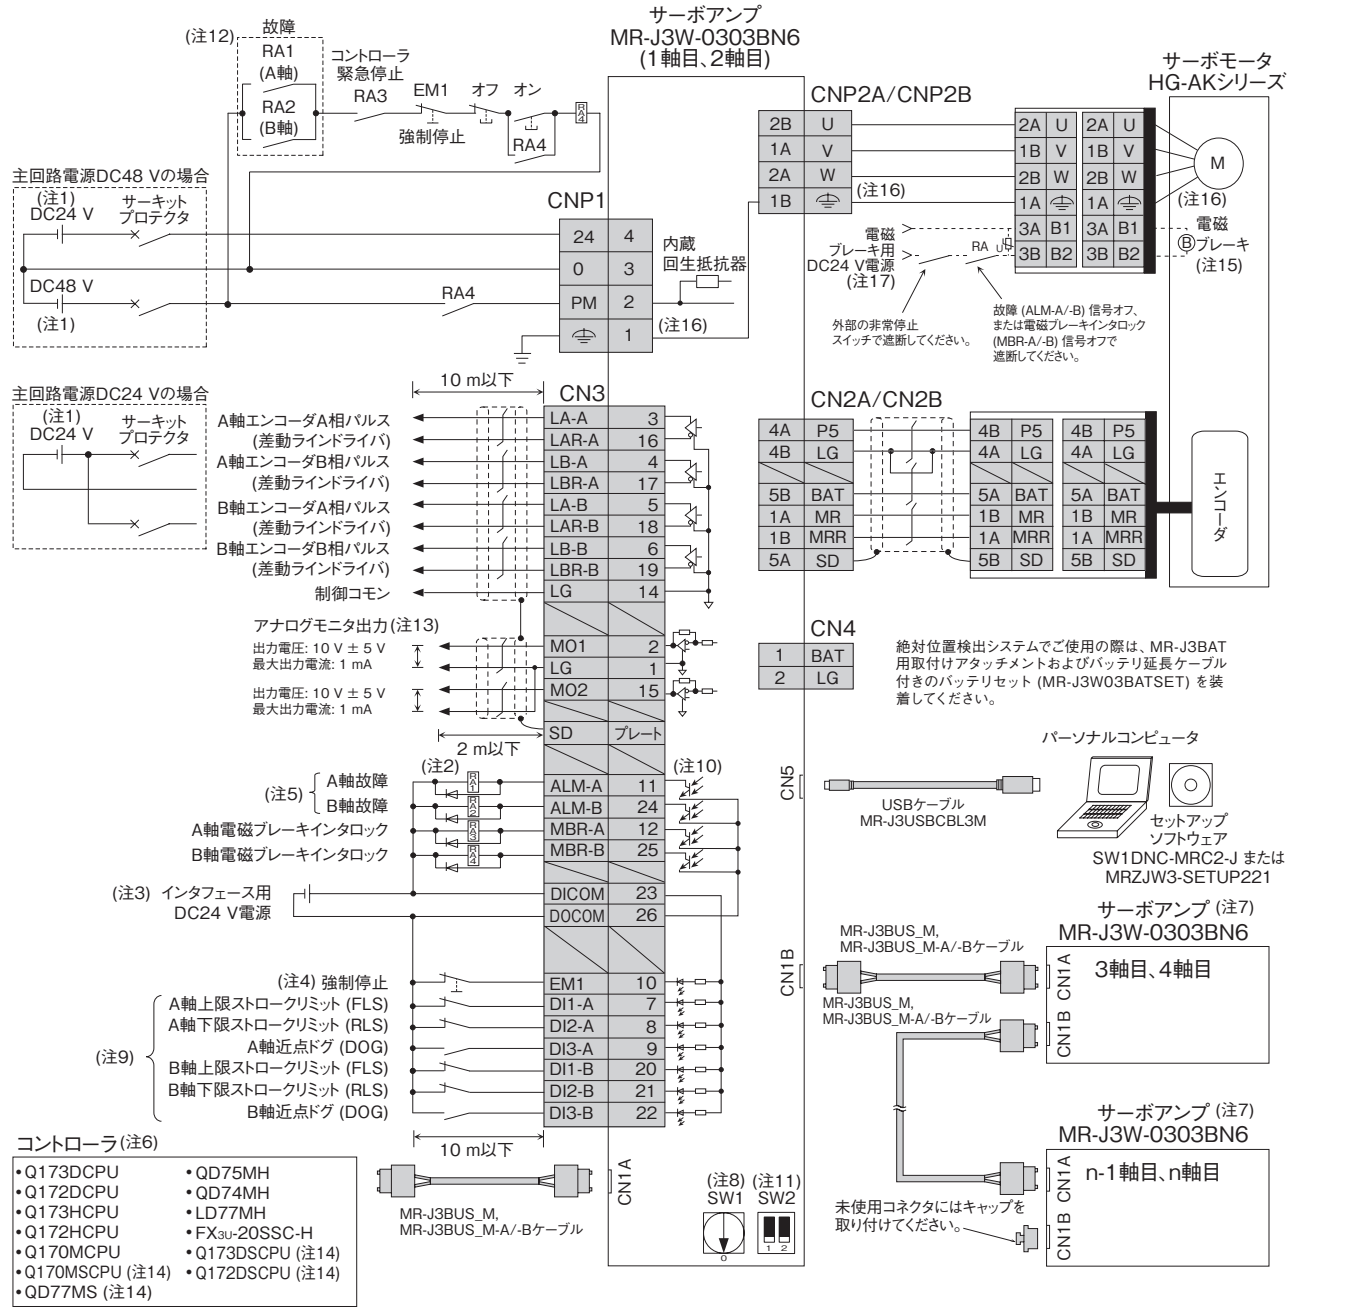 サーボアンプ
MR-J3W-0303BN6
(1軸目、2軸目)
(注12)
故障
RA1
(A軸)
RA2
(B軸)
コントローラ
緊急停止
RA3
EM1
強制停止
オフ
オン
RA4
RA4
主回路電源DC48 Vの場合
(注1)
DC24 V
サーキット
プロテクタ
DC48 V
(注1)
RA4
CNP1
24 4
0 3
PM 2
1
内蔵
回生抵抗器
(注16)
CNP2A/CNP2B
2B U
1A V
2A W
1B
(注16)
2A U 2A U
1B V 1B V
2B W 2B W
1A 1A
3A B1 3A B1
3B B2 3B B2
サーボモータ
HG-AKシリーズ
M
(注16)
電磁
ブレーキ
(注15)
B
電磁
ブレーキ用
DC24 V電源
(注17)
RA
U
外部の非常停止
スイッチで遮断してください。
故障 (ALM-A/-B) 信号オフ、
または電磁ブレーキインタロック
(MBR-A/-B) 信号オフで
遮断してください。
主回路電源DC24 Vの場合
(注1)
DC24 V
サーキット
プロテクタ
10 m以下
CN3
A軸エンコーダA相パルス
(差動ラインドライバ)
A軸エンコーダB相パルス
(差動ラインドライバ)
B軸エンコーダA相パルス
(差動ラインドライバ)
B軸エンコーダB相パルス
(差動ラインドライバ)
制御コモン
LA-A 3
LAR-A 16
LB-A 4
LBR-A 17
LA-B 5
LAR-B 18
LB-B 6
LBR-B 19
LG 14
アナログモニタ出力(注13)
出力電圧: 10 V ± 5 V
最大出力電流: 1 mA
出力電圧: 10 V ± 5 V
最大出力電流: 1 mA
MO1 2
LG 1
MO2 15
SD プレート
2 m以下
(注2)
(注10)
(注5)
A軸故障
B軸故障
A軸電磁ブレーキインタロック
B軸電磁ブレーキインタロック
RA1
RA2
RA3
RA4
ALM-A 11
ALM-B 24
MBR-A 12
MBR-B 25
(注3) インタフェース用
DC24 V電源
DICOM 23
DOCOM 26
(注4) 強制停止
(注9)
A軸上限ストロークリミット (FLS)
A軸下限ストロークリミット (RLS)
A軸近点ドグ (DOG)
B軸上限ストロークリミット (FLS)
B軸下限ストロークリミット (RLS)
B軸近点ドグ (DOG)
EM1 10
DI1-A 7
DI2-A 8
DI3-A 9
DI1-B 20
DI2-B 21
DI3-B 22
10 m以下
CN2A/CN2B
4A P5
4B LG
5B BAT
1A MR
1B MRR
5A SD
4B P5 4B P5
4A LG 4A LG
5A BAT 5A BAT
1B MR 1B MR
1A MRR 1A MRR
5B SD 5B SD
エンコーダ
CN4
1 BAT
2 LG
絶対位置検出システムでご使用の際は、MR-J3BAT
用取付けアタッチメントおよびバッテリ延長ケーブル
付きのバッテリセット (MR-J3W03BATSET) を装
着してください。
CN5
USBケーブル
MR-J3USBCBL3M
パーソナルコンピュータ
セットアップ
ソフトウェア
SW1DNC-MRC2-J または
MRZJW3-SETUP221
サーボアンプ (注7)
MR-J3W-0303BN6
MR-J3BUS_M,
MR-J3BUS_M-A/-Bケーブル
CN1B
CN1A
CN1B
3軸目、4軸目
MR-J3BUS_M,
MR-J3BUS_M-A/-Bケーブル
サーボアンプ (注7)
MR-J3W-0303BN6
CN1A
CN1B
n-1軸目、n軸目
未使用コネクタにはキャップを
取り付けてください。
コントローラ(注6)
•Q173DCPU
•Q172DCPU
•Q173HCPU
•Q172HCPU
•Q170MCPU
•Q170MSCPU (注14)
•QD77MS (注14)
•QD75MH
•QD74MH
•LD77MH
•FX3U-20SSC-H
•Q173DSCPU (注14)
•Q172DSCPU (注14)
MR-J3BUS_M,
MR-J3BUS_M-A/-Bケーブル
CN1A
(注8)
SW1
0
(注11)
SW2
1 2